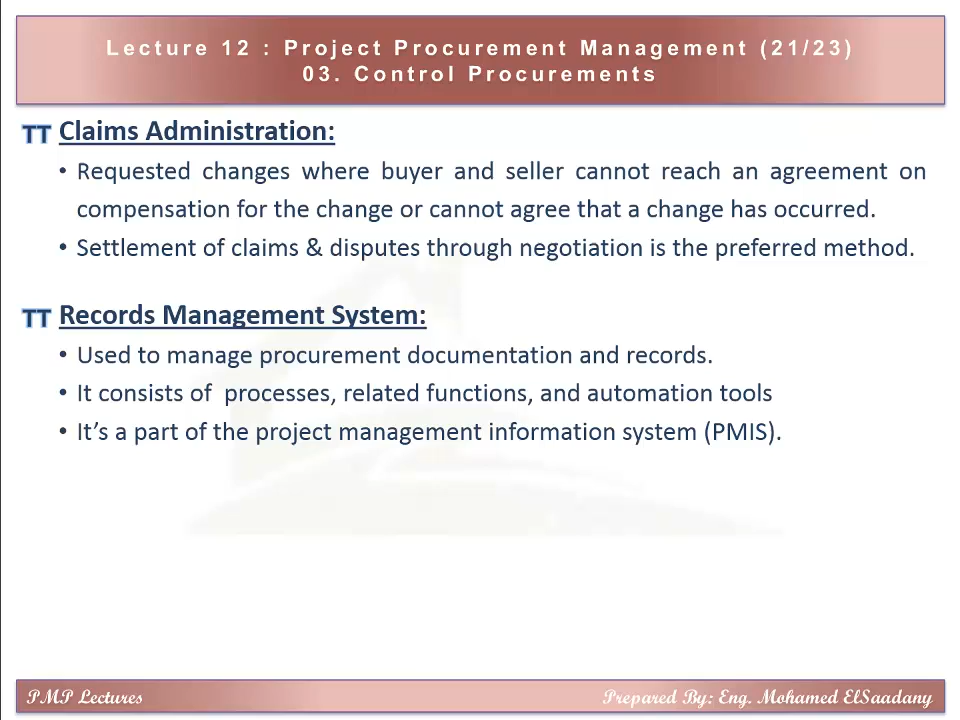 Lecture 12 : Project Procurement Management (21/23)
03. Control Procurements
TT Claims Administration:
• Requested changes where buyer and seller cannot reach an agreement on
compensation for the change or cannot agree that a change has occurred.
• Settlement of claims & disputes through negotiation is the preferred method.
TT Records Management System:
• Used to manage procurement documentation and records.
• It consists of  processes, related functions, and automation tools
• It’s a part of the project management information system (PMIS).
PMP Lectures
Prepared By: Eng. Mohamed ElSaadany